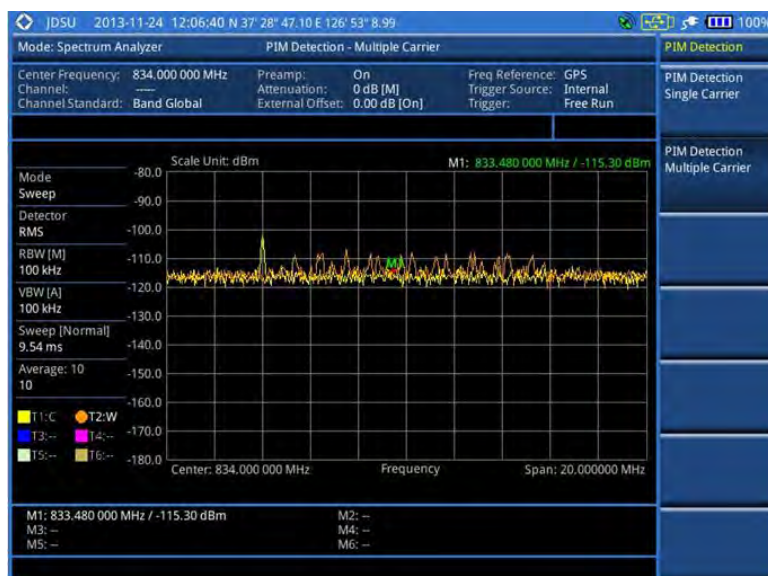 JDSU 2013-11-24 12:06:40 N 37' 28" 47.10 E 126' 53" 8.99 100%
Mode: Spectrum Analyzer PIM Detection - Multiple Carrier PIM Detection
Center Frequency: 834.000 000 MHz Preamp: On Freq Reference: GPS
Channel: ----- Attenuation: 0 dB [M] Trigger Source: Internal
Channel Standard: Band Global External Offset: 0.00 dB [On] Trigger: Free Run
PIM Detection
Single Carrier
PIM Detection
Multiple Carrier
Scale Unit: dBm M1: 833.480 000 MHz / -115.30 dBm
Mode
Sweep
Detector
RMS
RBW [M]
100 kHz
VBW [A]
100 kHz
Sweep [Normal]
9.54 ms
Average: 10
10
T1:C T2:W
T3:-- T4:--
T5:-- T6:--
-80.0
-90.0
-100.0
-110.0
-120.0
-130.0
-140.0
-150.0
-160.0
-170.0
-180.0
M1
Center: 834.000 000 MHz Frequency Span: 20.000000 MHz
M1: 833.480 000 MHz / -115.30 dBm M2: --
M3: -- M4: --
M5: -- M6: --